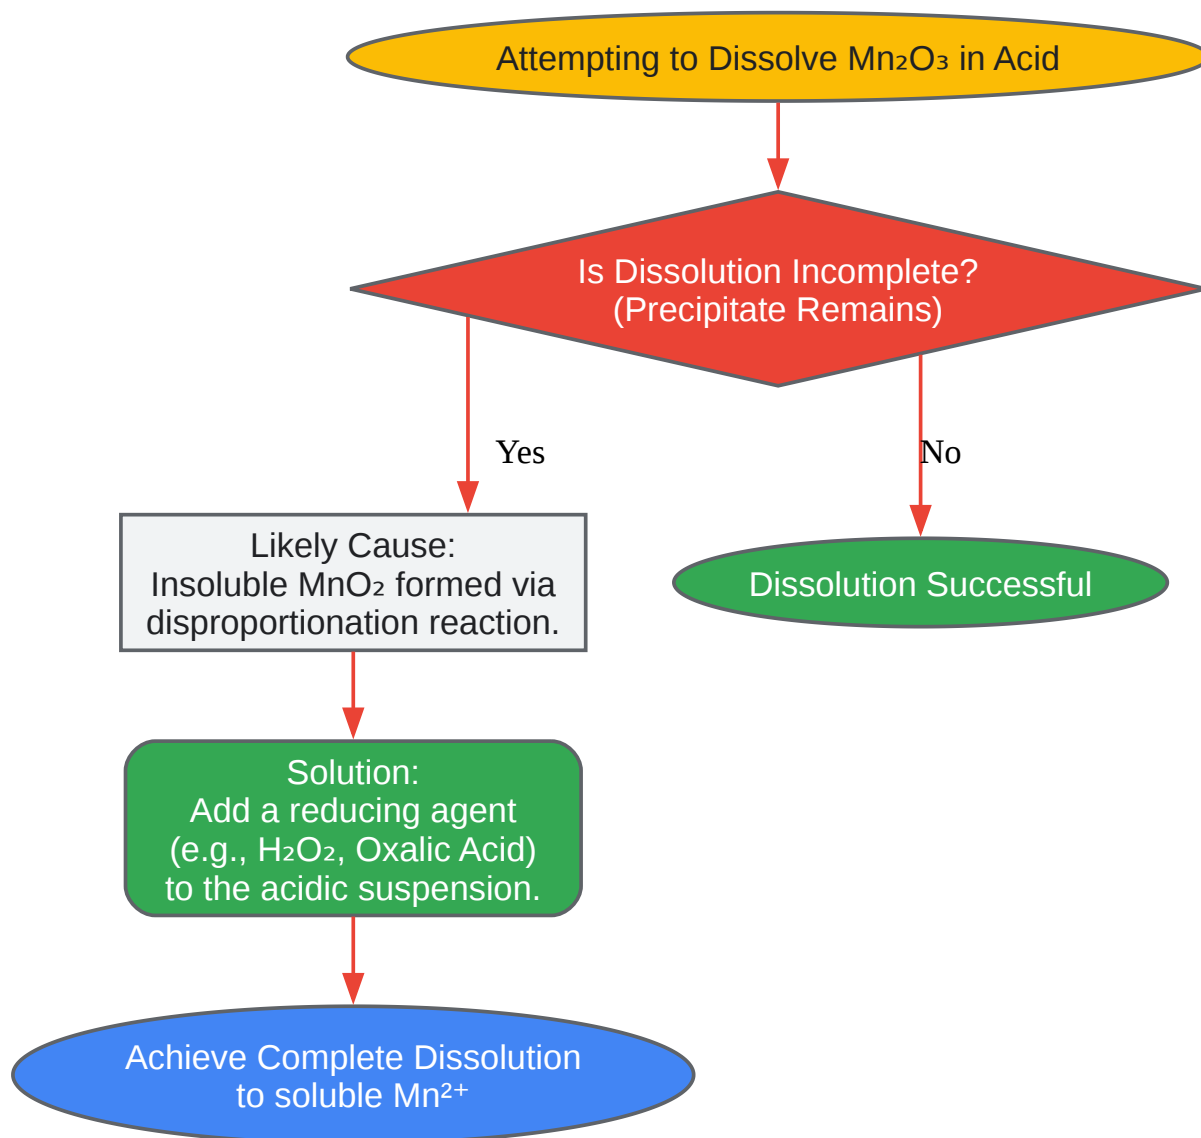 Attempting to Dissolve Mn₂O₃ in Acid
Is Dissolution Incomplete?
(Precipitate Remains)
Yes
No
Likely Cause:
Insoluble MnO₂ formed via
disproportionation reaction.
Dissolution Successful
Solution:
Add a reducing agent
(e.g., H₂O₂, Oxalic Acid)
to the acidic suspension.
Achieve Complete Dissolution
to soluble Mn²⁺